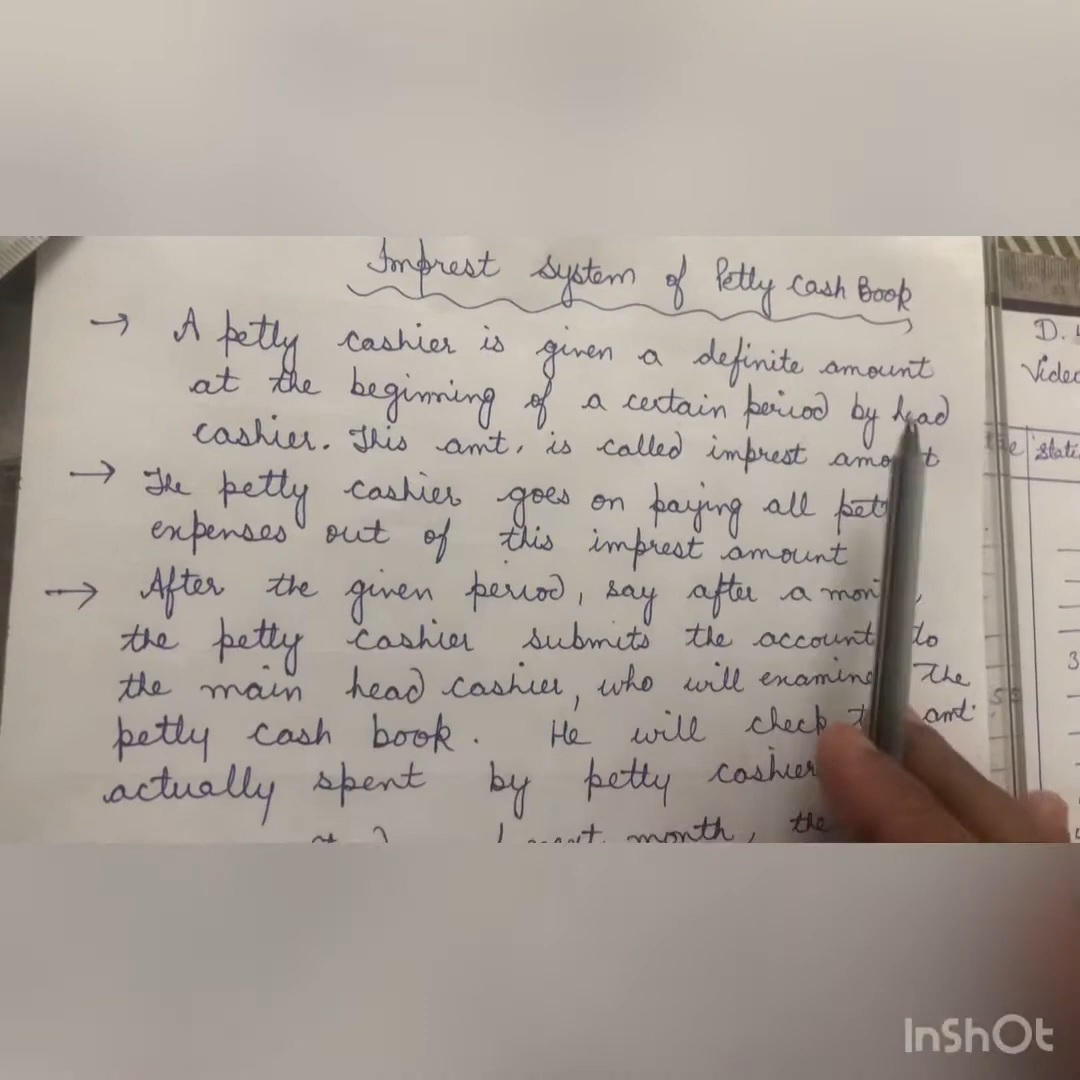 Imprest system of Petty Cash Book
→ A petty cashier is given a definite amount
at the beginning of a certain period by head
cashier. This amt. is called imprest
→ The petty cashier goes on paying all
expenses out of this imprest amount
→ After the given period, say after a
the petty cashier submits the account to
the main head cashier, who will examine The
petty cash book. He will check amt.
actually spent by petty cashier
month, the
D.
Video
InShOt